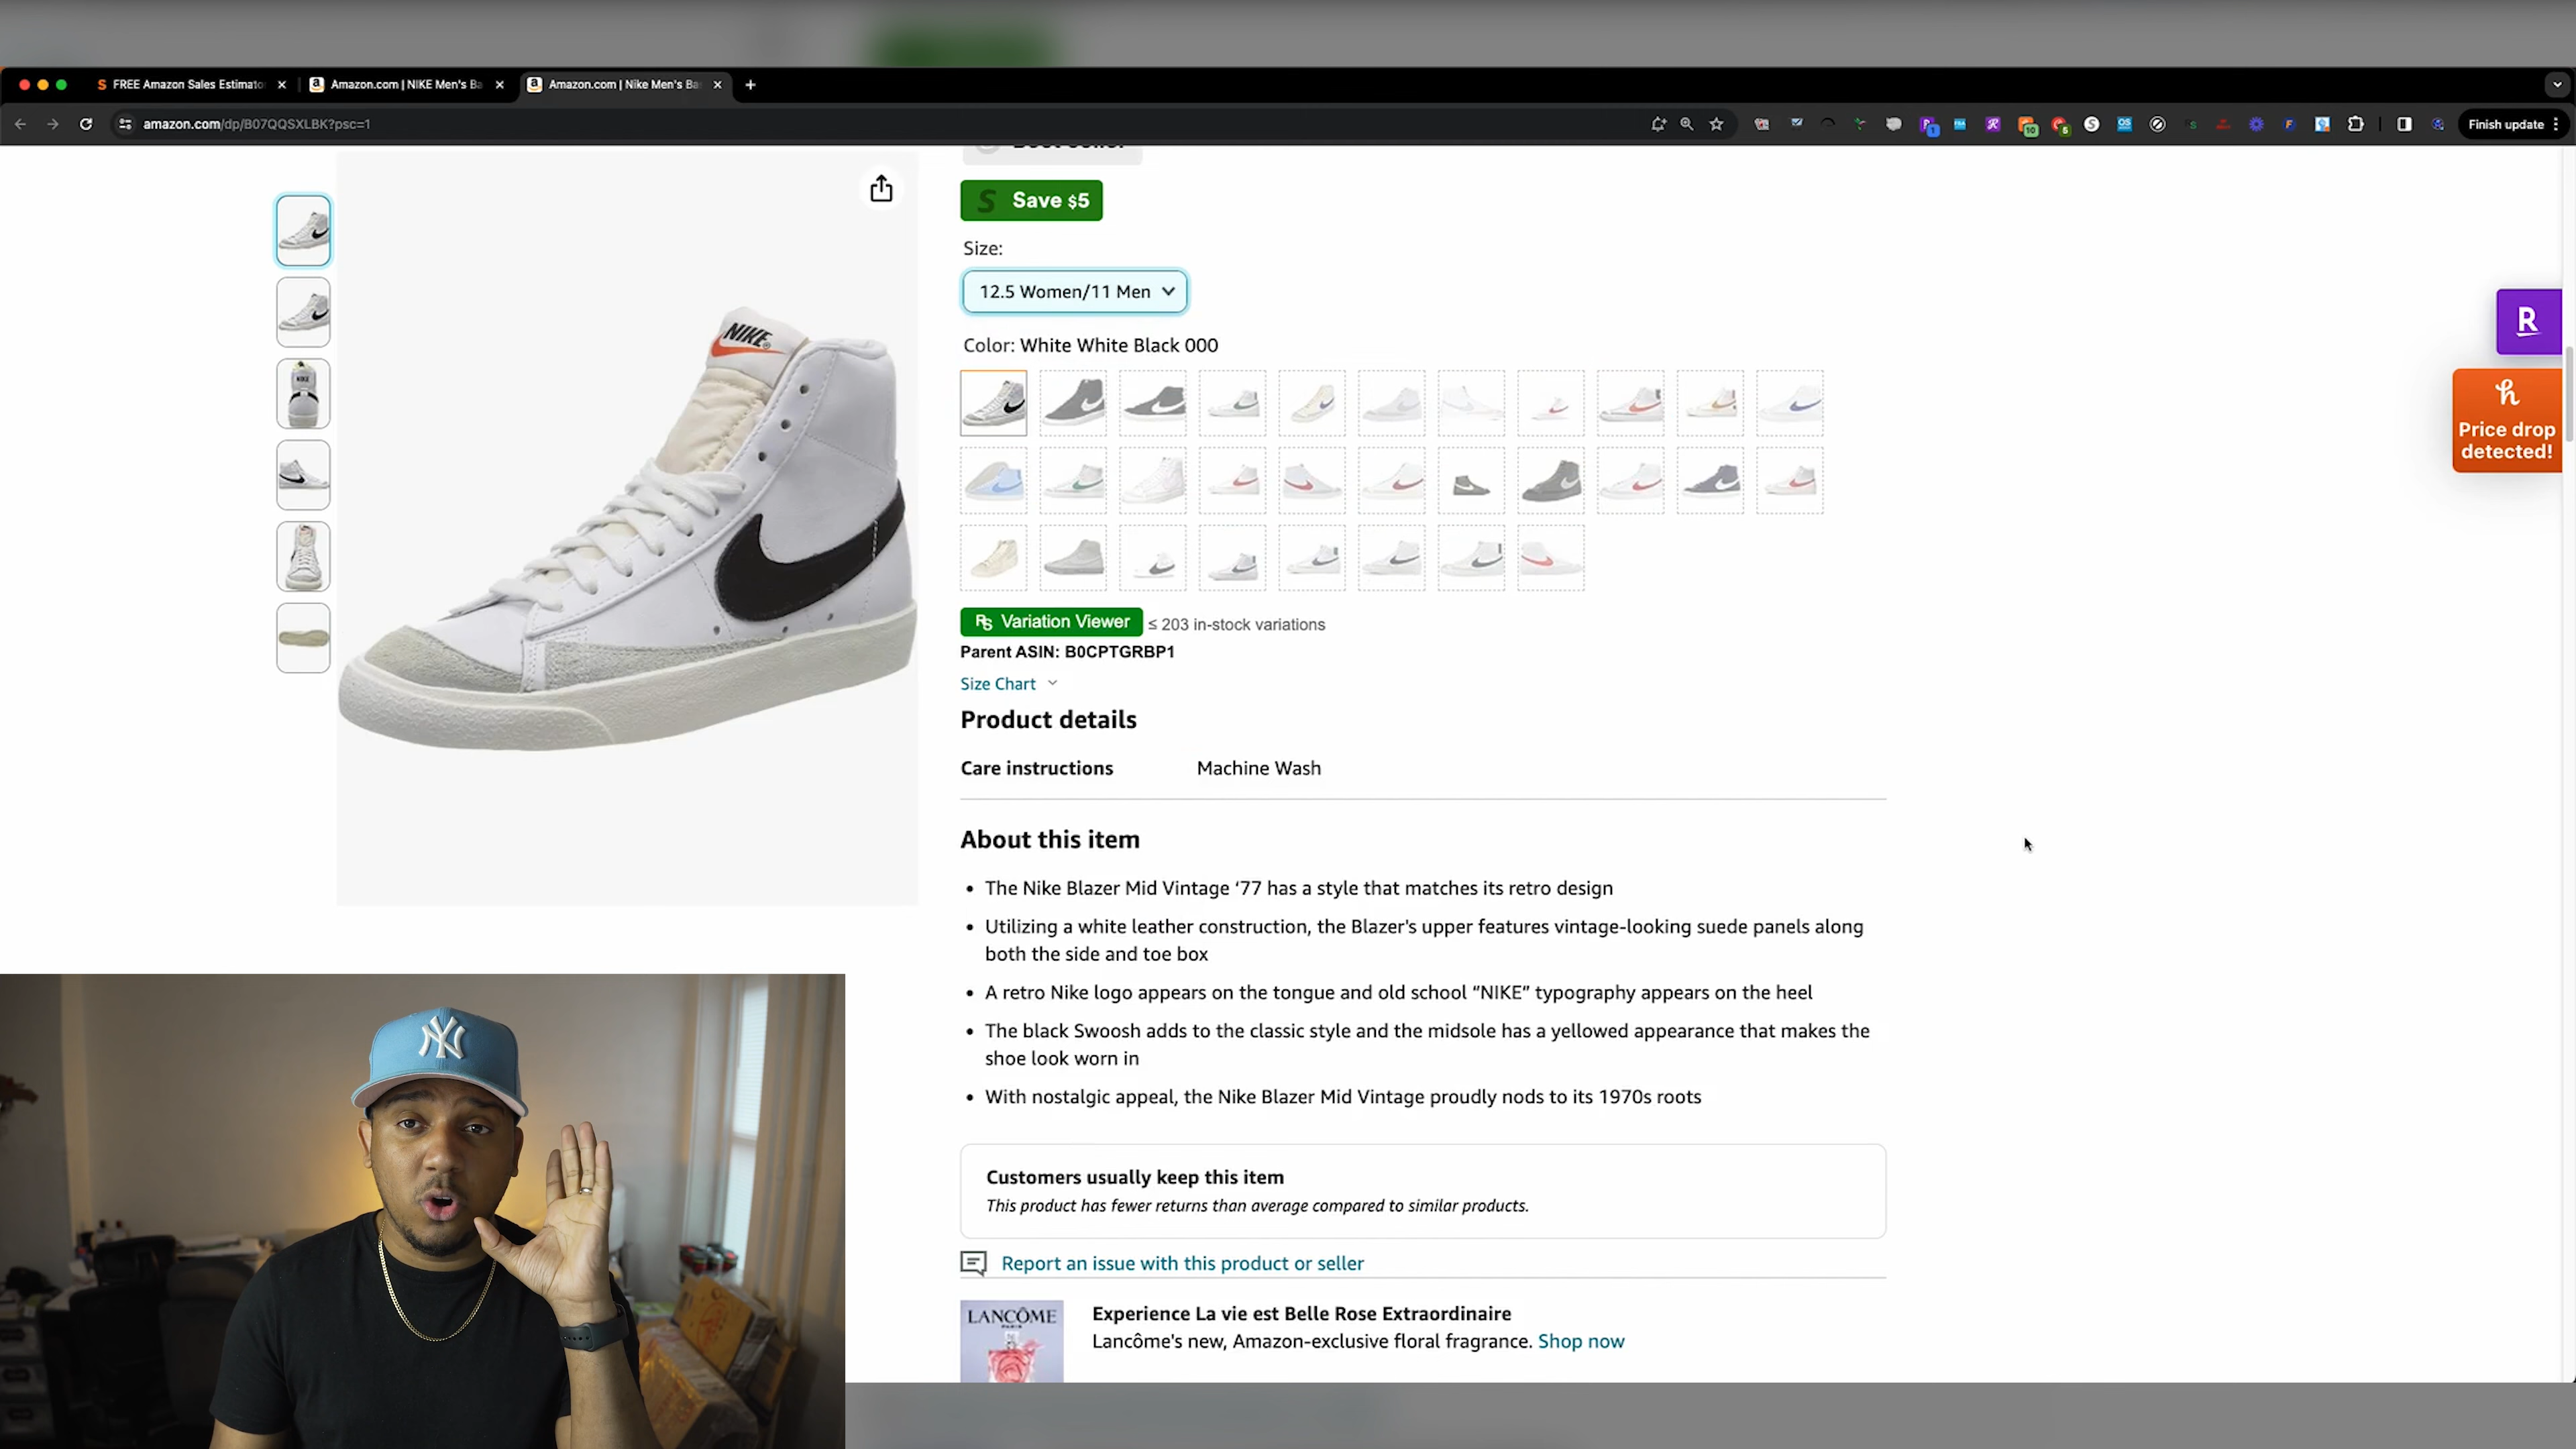 FREE Amazon Sales Estimato
Amazon.com | NIKE Men's Ba
Amazon.com | Nike Men's Ba
amazon.com/dp/B07QQSXLBK?psc=1
Finish update
Save $5
Size:
12.5 Women/11 Men
Color: White White Black 000
NIKE
R
Price drop
detected!
Variation Viewer ≤ 203 in-stock variations
Parent ASIN: B0CPTGRBP1
Size Chart
Product details
Care instructions Machine Wash
About this item
• The Nike Blazer Mid Vintage ‘77 has a style that matches its retro design
• Utilizing a white leather construction, the Blazer's upper features vintage-looking suede panels along
both the side and toe box
• A retro Nike logo appears on the tongue and old school “NIKE” typography appears on the heel
• The black Swoosh adds to the classic style and the midsole has a yellowed appearance that makes the
shoe look worn in
• With nostalgic appeal, the Nike Blazer Mid Vintage proudly nods to its 1970s roots
Customers usually keep this item
This product has fewer returns than average compared to similar products.
Report an issue with this product or seller
LANCÔME
Experience La vie est Belle Rose Extraordinaire
Lancôme's new, Amazon-exclusive floral fragrance. Shop now
NY